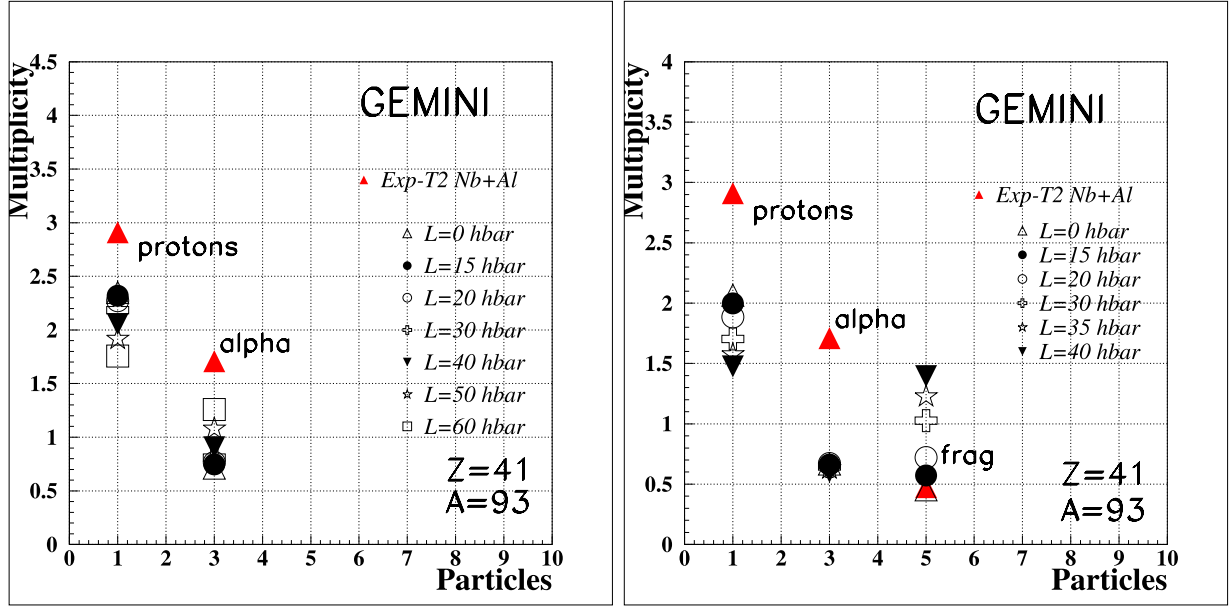 Multiplicity
4.5
4
3.5
3
2.5
2
1.5
1
0.5
0
GEMINI
Exp-T2 Nb+Al
protons
L=0 hbar
L=15 hbar
L=20 hbar
L=30 hbar
L=40 hbar
L=50 hbar
L=60 hbar
alpha
Z=41
A=93
0 1 2 3 4 5 6 7 8 9 10
Particles
Multiplicity
4
3.5
3
2.5
2
1.5
1
0.5
0
GEMINI
Exp-T2 Nb+Al
protons
L=0 hbar
L=15 hbar
L=20 hbar
L=30 hbar
L=35 hbar
L=40 hbar
alpha
frag
Z=41
A=93
0 1 2 3 4 5 6 7 8 9 10
Particles